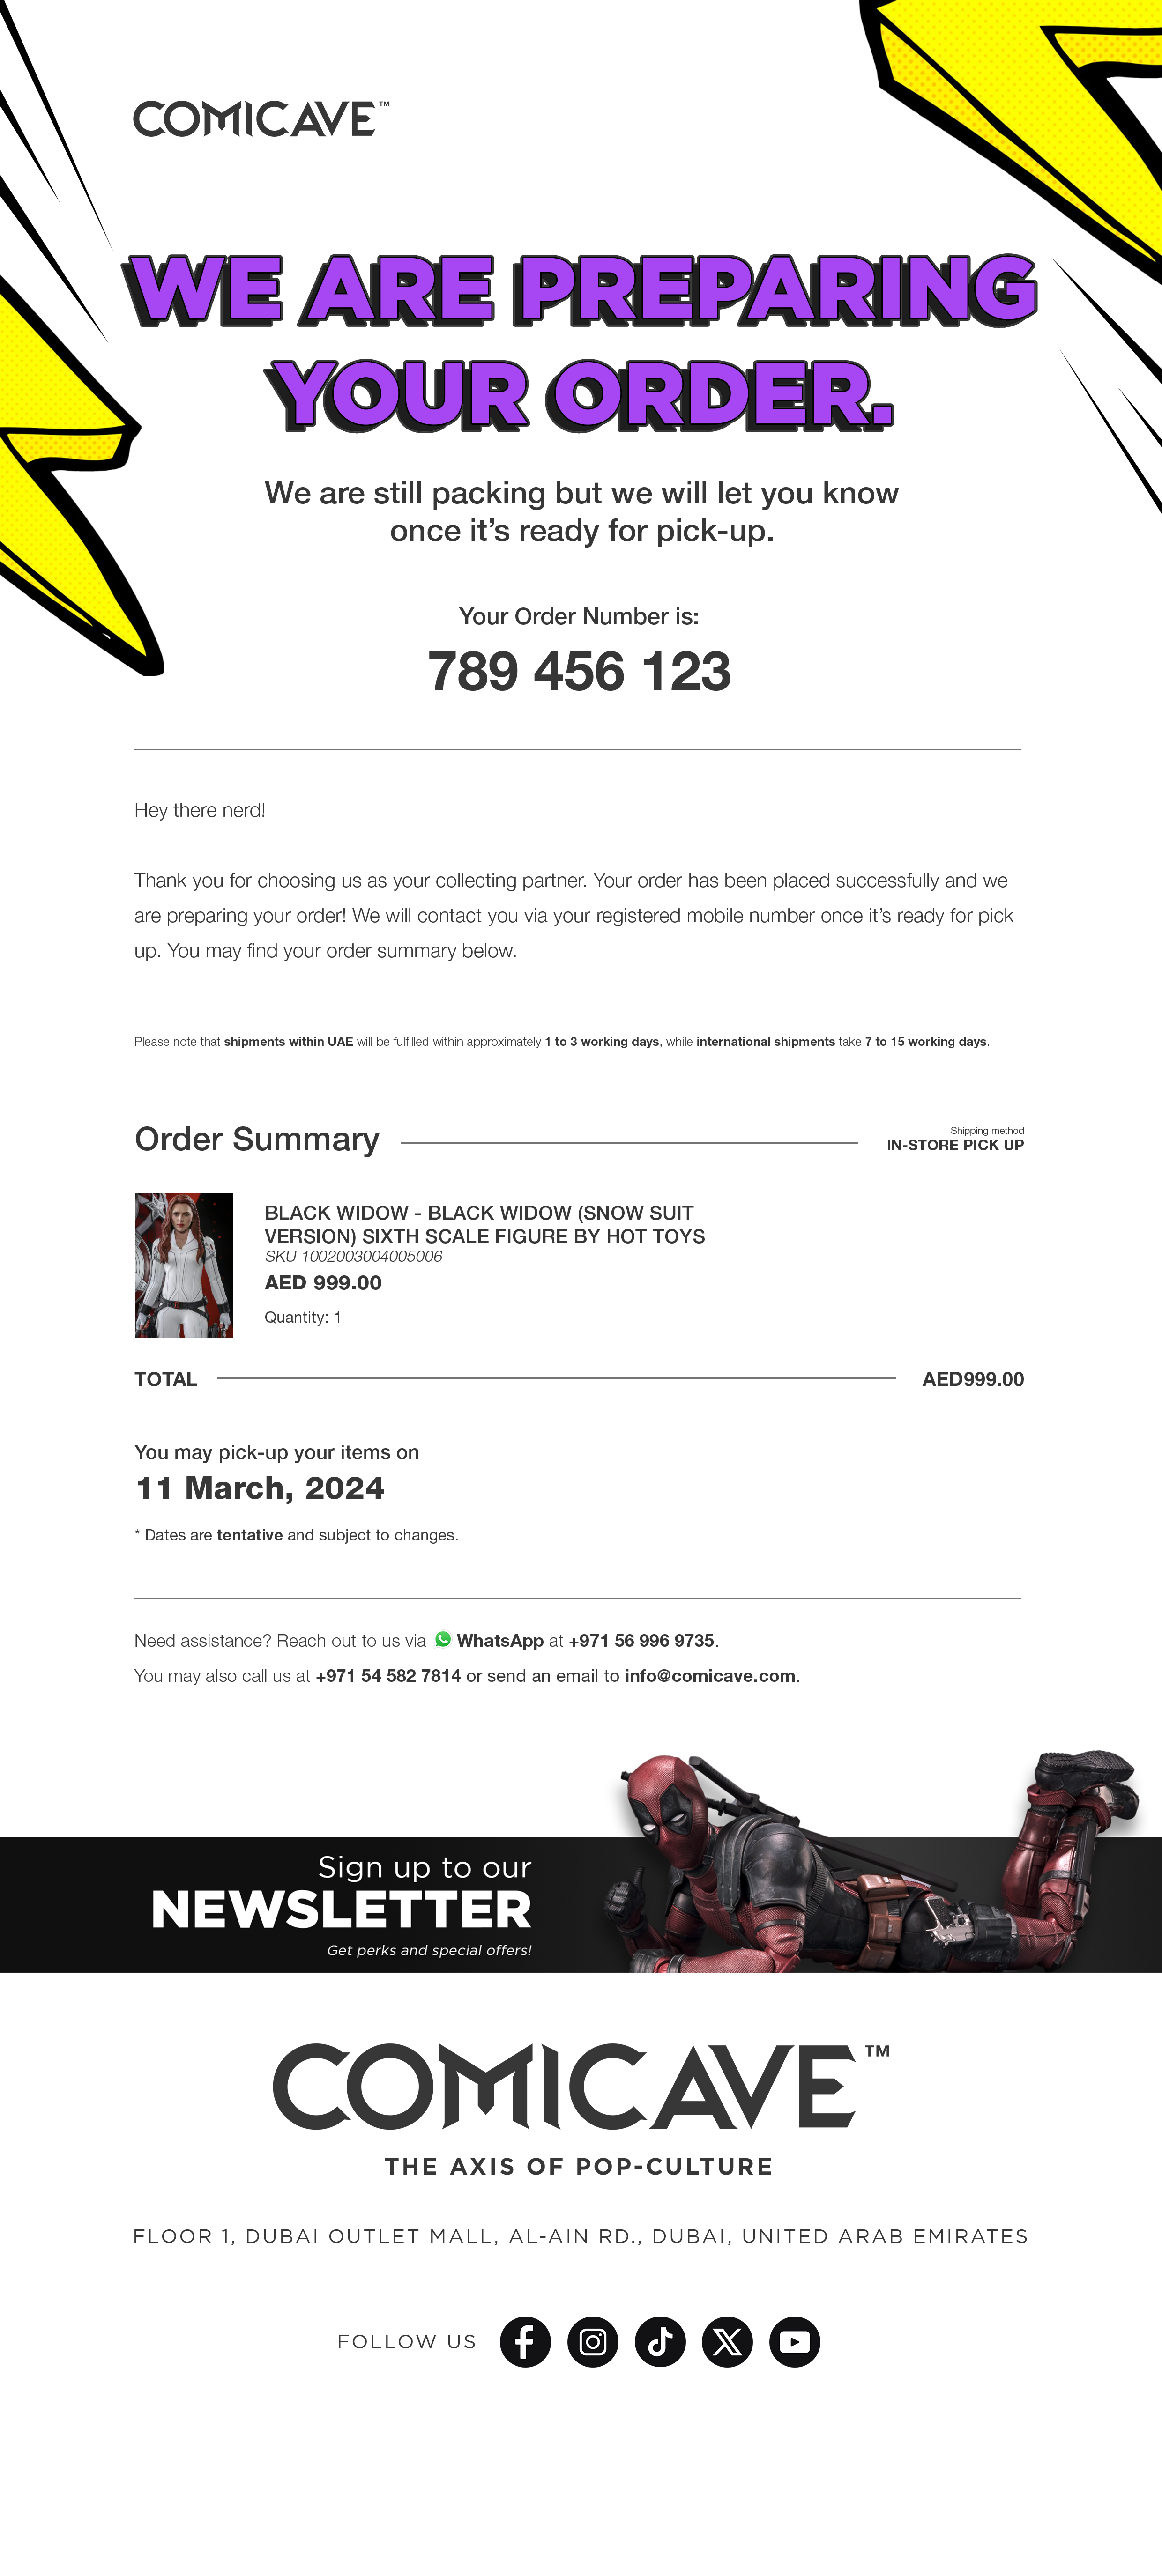 COMICAVE™
WE ARE PREPARING
YOUR ORDER.
We are still packing but we will let you know
once it's ready for pick-up.
Your Order Number is:
789 456 123
Hey there nerd!
Thank you for choosing us as your collecting partner. Your order has been placed successfully and we
are preparing your order! We will contact you via your registered mobile number once it's ready for pick
up. You may find your order summary below.
Please note that shipments within UAE will be fulfilled within approximately 1 to 3 working days, while international shipments take 7 to 15 working days.
Order Summary
Shipping method
IN-STORE PICK UP
BLACK WIDOW - BLACK WIDOW (SNOW SUIT
VERSION) SIXTH SCALE FIGURE BY HOT TOYS
SKU 1002003004005006
AED 999.00
Quantity: 1
TOTAL AED999.00
You may pick-up your items on
11 March, 2024
* Dates are tentative and subject to changes.
Need assistance? Reach out to us via WhatsApp at +971 56 996 9735.
You may also call us at +971 54 582 7814 or send an email to info@comicave.com.
Sign up to our
NEWSLETTER
Get perks and special offers!
COMICAVE™
THE AXIS OF POP-CULTURE
FLOOR 1, DUBAI OUTLET MALL, AL-AIN RD., DUBAI, UNITED ARAB EMIRATES
FOLLOW US